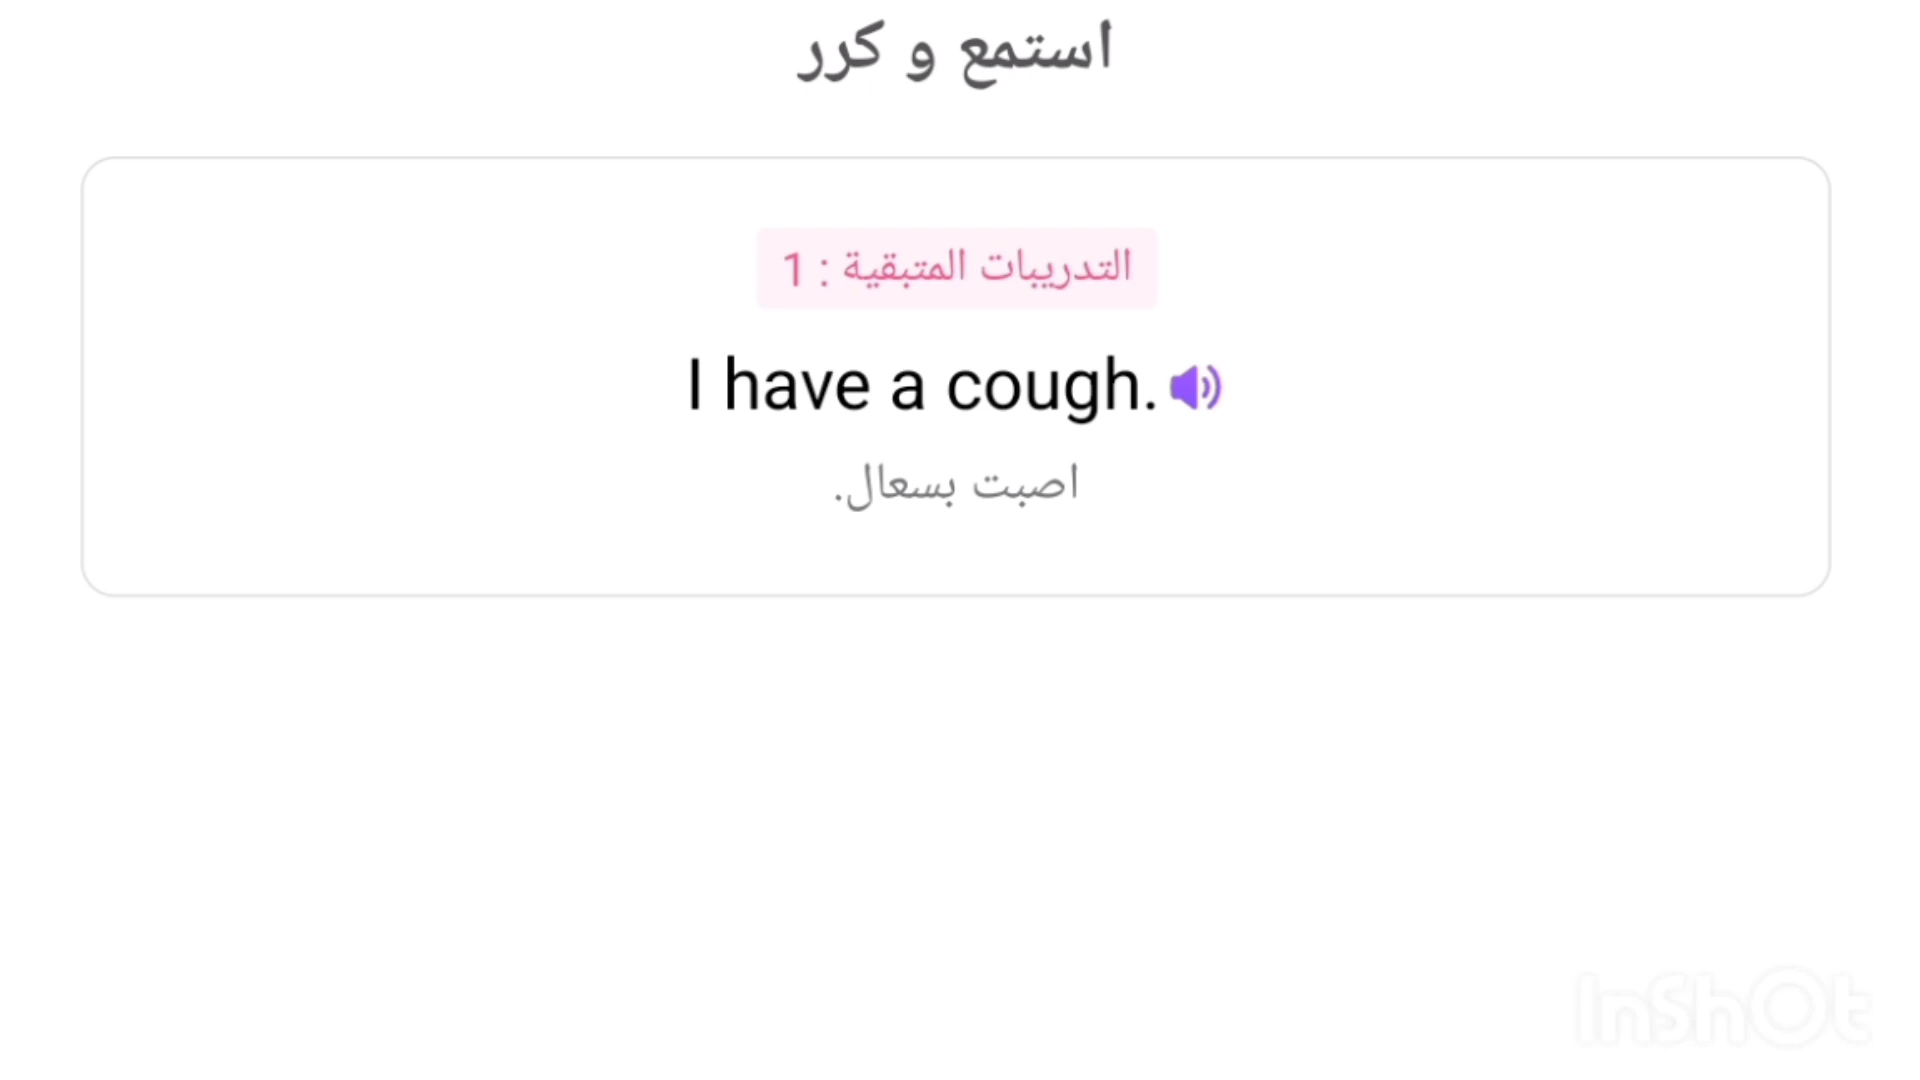 استمع و كرر
التدريبات المتبقية : 1
I have a cough.
اصبت بسعال.
InShOt